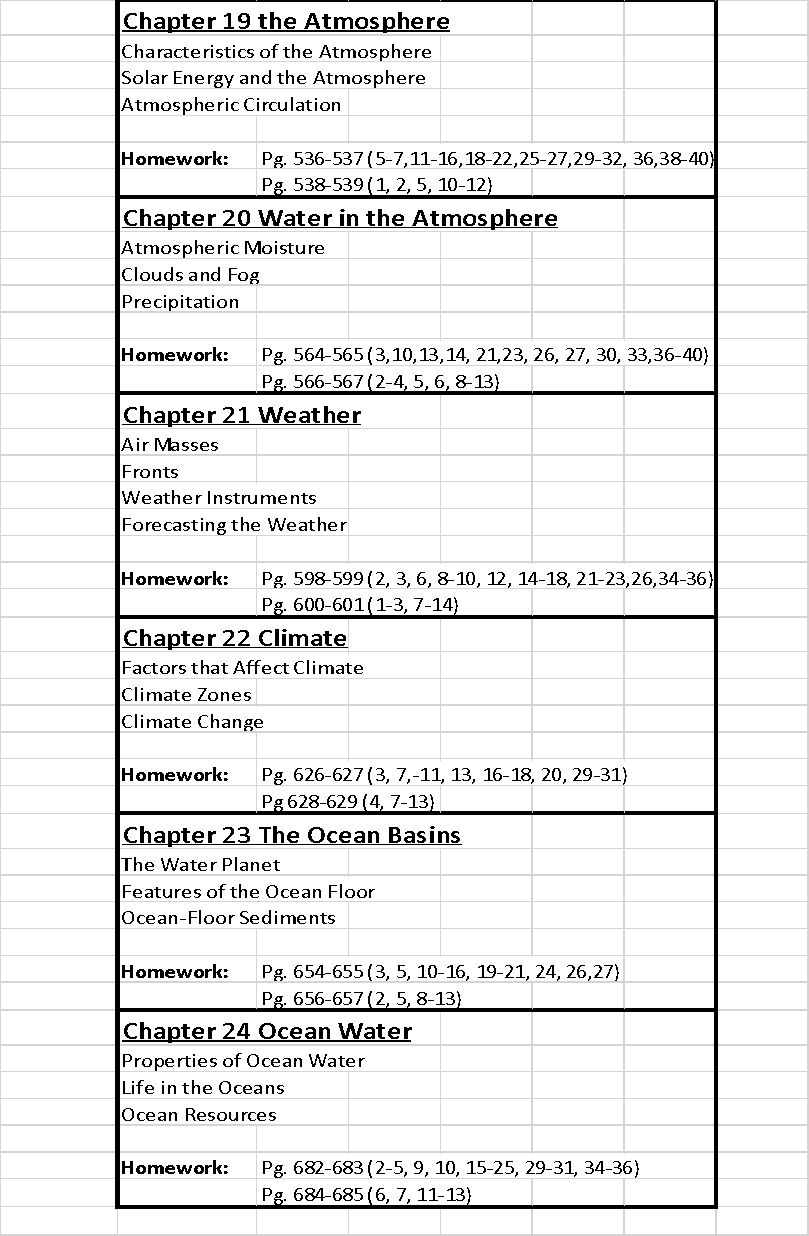 Chapter 19 the Atmosphere
Characteristics of the Atmosphere
Solar Energy and the Atmosphere
Atmospheric Circulation
Homework: Pg. 536-537 (5-7,11-16,18-22,25-27,29-32, 36,38-40)
Pg. 538-539 (1, 2, 5, 10-12)
Chapter 20 Water in the Atmosphere
Atmospheric Moisture
Clouds and Fog
Precipitation
Homework: Pg. 564-565 (3,10,13,14, 21,23, 26, 27, 30, 33,36-40)
Pg. 566-567 (2-4, 5, 6, 8-13)
Chapter 21 Weather
Air Masses
Fronts
Weather Instruments
Forecasting the Weather
Homework: Pg. 598-599 (2, 3, 6, 8-10, 12, 14-18, 21-23,26,34-36)
Pg. 600-601 (1-3, 7-14)
Chapter 22 Climate
Factors that Affect Climate
Climate Zones
Climate Change
Homework: Pg. 626-627 (3, 7,-11, 13, 16-18, 20, 29-31)
Pg 628-629 (4, 7-13)
Chapter 23 The Ocean Basins
The Water Planet
Features of the Ocean Floor
Ocean-Floor Sediments
Homework: Pg. 654-655 (3, 5, 10-16, 19-21, 24, 26,27)
Pg. 656-657 (2, 5, 8-13)
Chapter 24 Ocean Water
Properties of Ocean Water
Life in the Oceans
Ocean Resources
Homework: Pg. 682-683 (2-5, 9, 10, 15-25, 29-31, 34-36)
Pg. 684-685 (6, 7, 11-13)